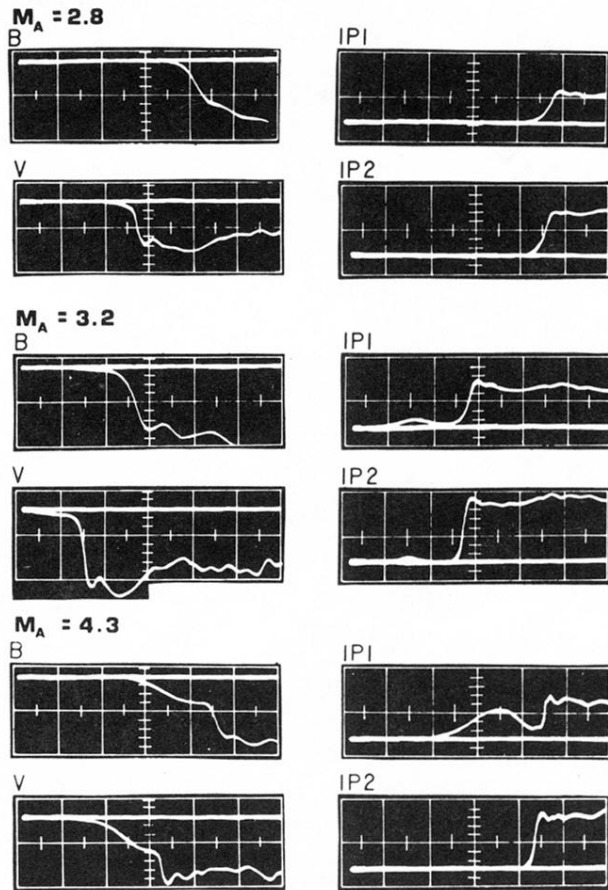 M_A = 2.8
B IP1
V IP2
M_A = 3.2
B IP1
V IP2
M_A = 4.3
B IP1
V IP2